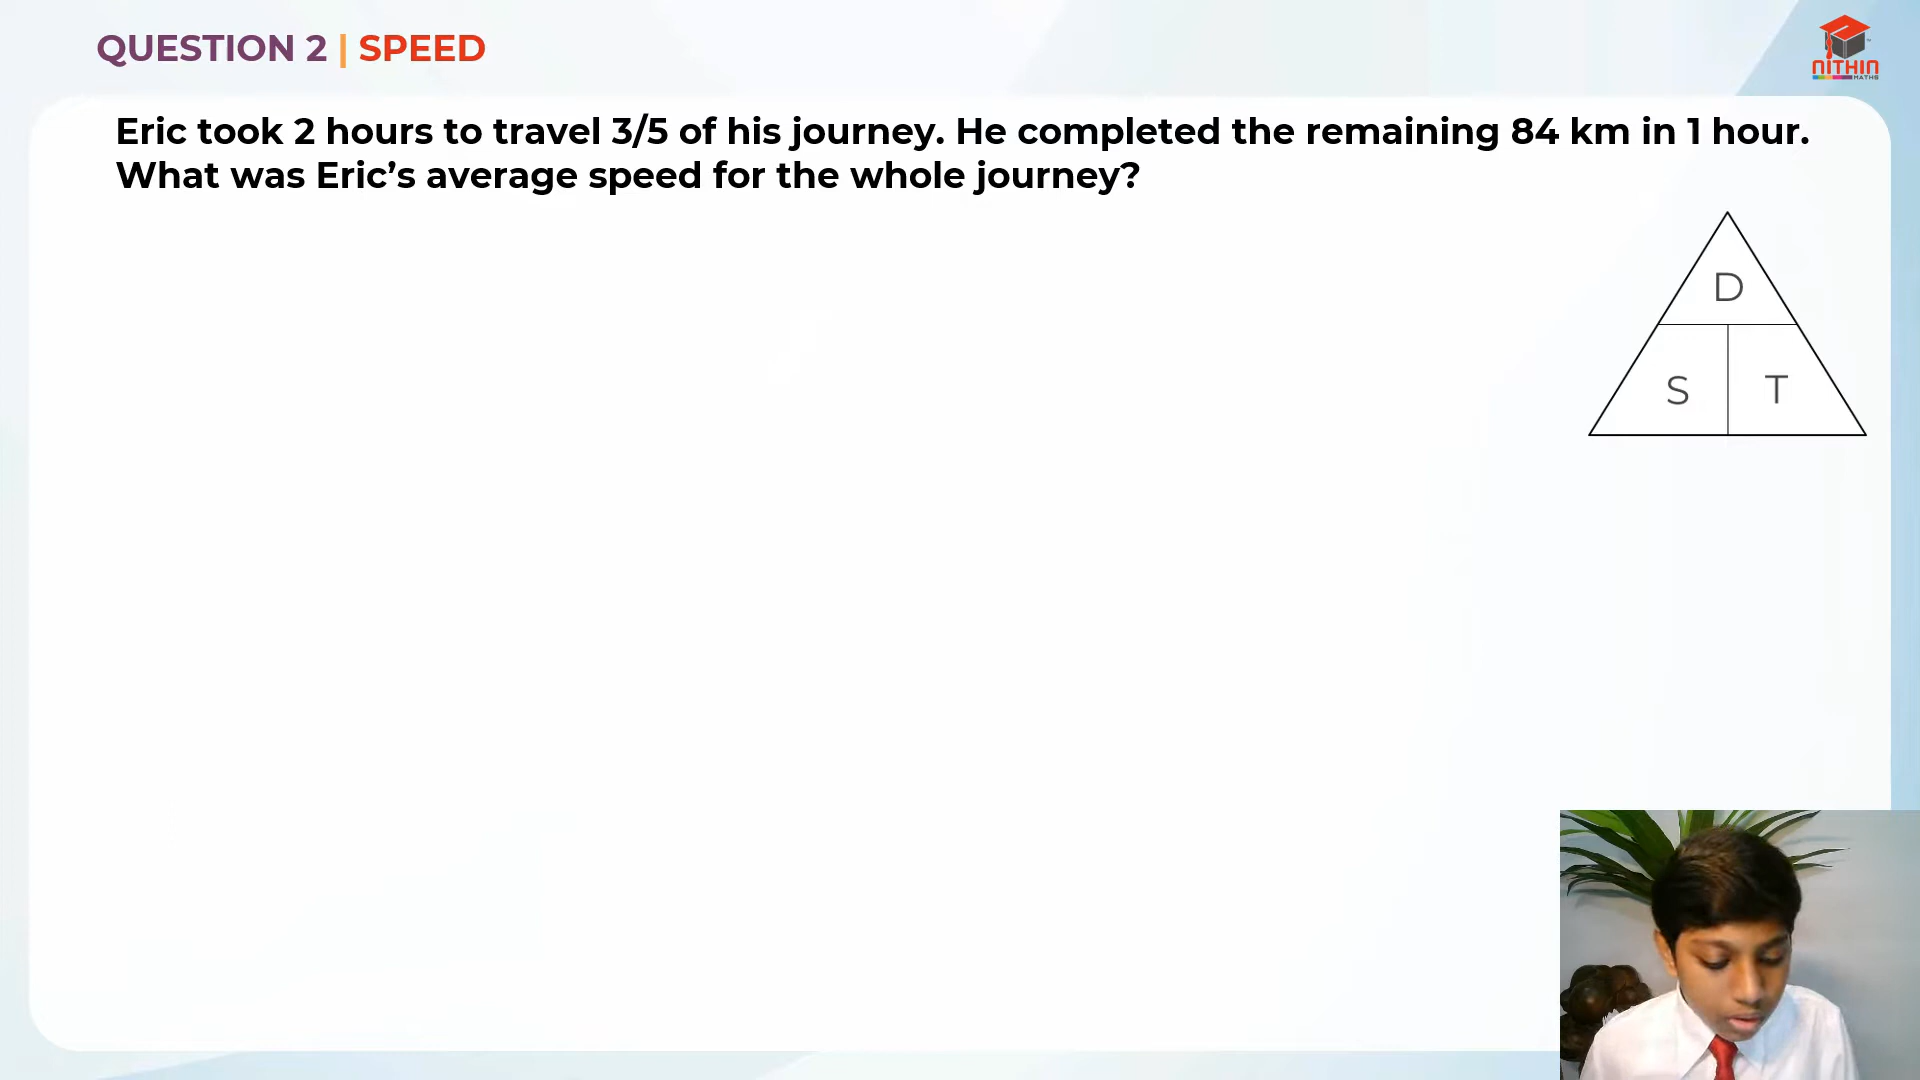 QUESTION 2 | SPEED
NITHIN
MATHS
Eric took 2 hours to travel 3/5 of his journey. He completed the remaining 84 km in 1 hour.
What was Eric’s average speed for the whole journey?
D
S T